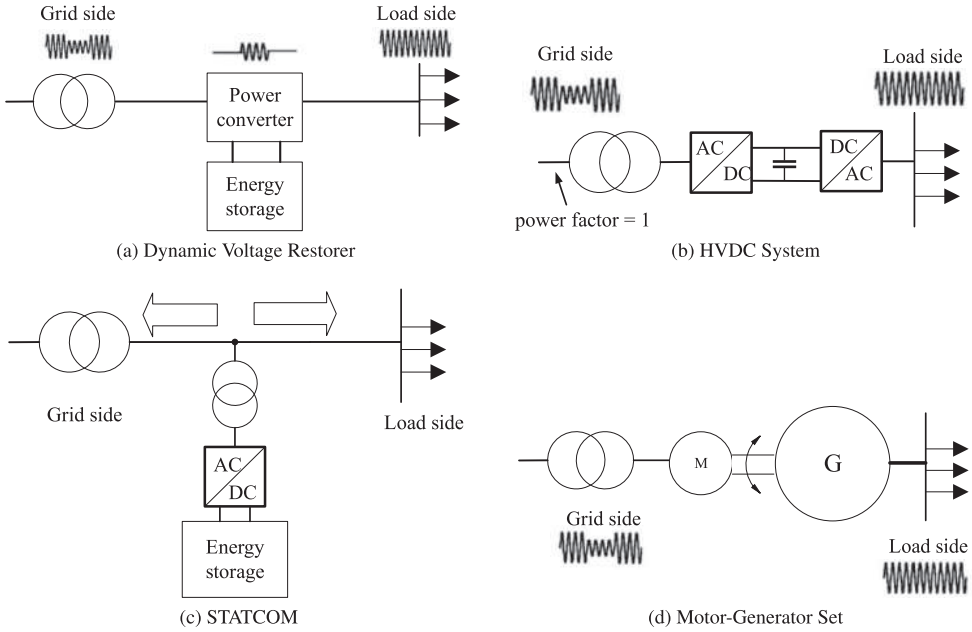 Grid side
Load side
Power
converter
Energy
storage
(a) Dynamic Voltage Restorer
Grid side
Load side
AC
DC
DC
AC
power factor = 1
(b) HVDC System
Grid side
Load side
AC
DC
Energy
storage
(c) STATCOM
M
G
Grid side
Load side
(d) Motor-Generator Set